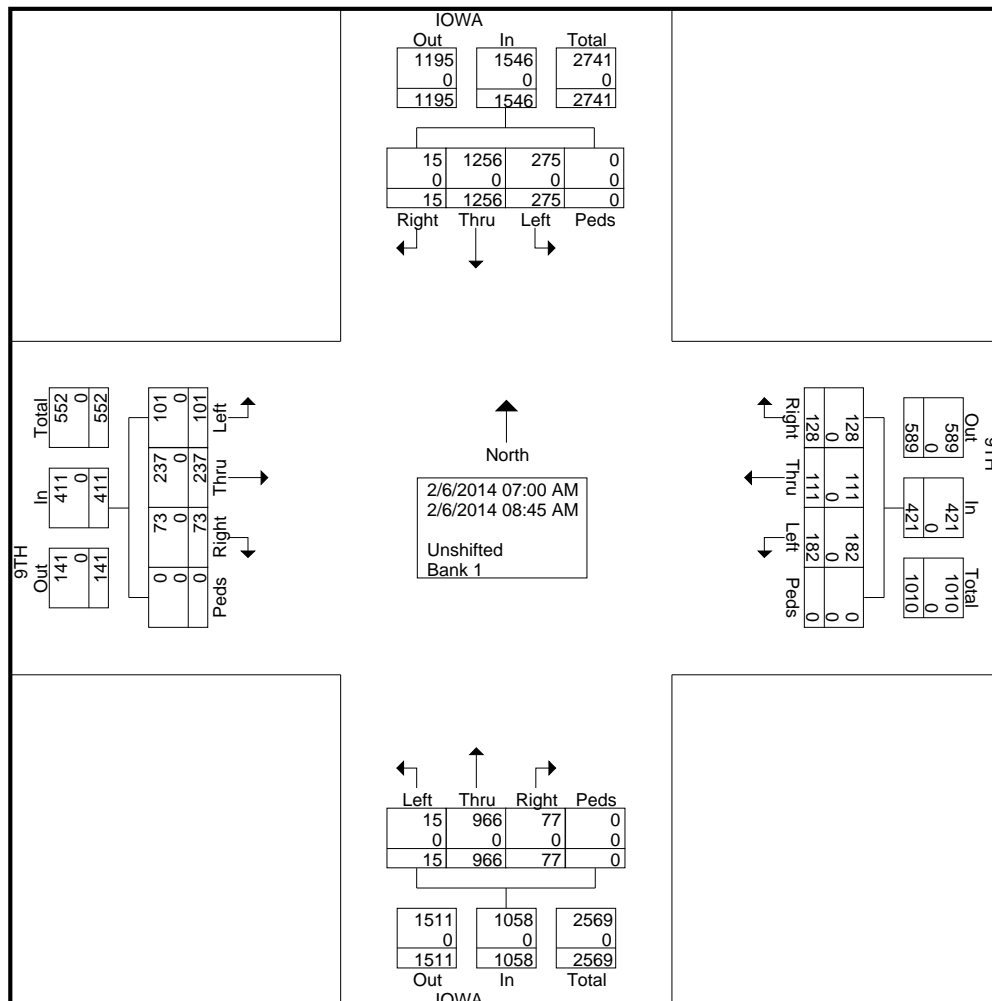 IOWA
Out In Total
1195 1546 2741
0 0 0
1195 1546 2741
15 1256 275 0
0 0 0 0
15 1256 275 0
Right Thru Left Peds
Total
552 0 552
In
411 0 411
Out
141 0 141
9TH
101 0 101 Left
237 0 237 Thru
73 0 73 Right
0 0 0 Peds
North
2/6/2014 07:00 AM
2/6/2014 08:45 AM
Unshifted
Bank 1
Right 128 0 128
Thru 111 0 111
Left 182 0 182
Peds 0 0 0
9TH
Out
589 0 589
In
421 0 421
Total
1010 0 1010
Left Thru Right Peds
15 966 77 0
0 0 0 0
15 966 77 0
1511 1058 2569
0 0 0
1511 1058 2569
Out In Total
IOWA